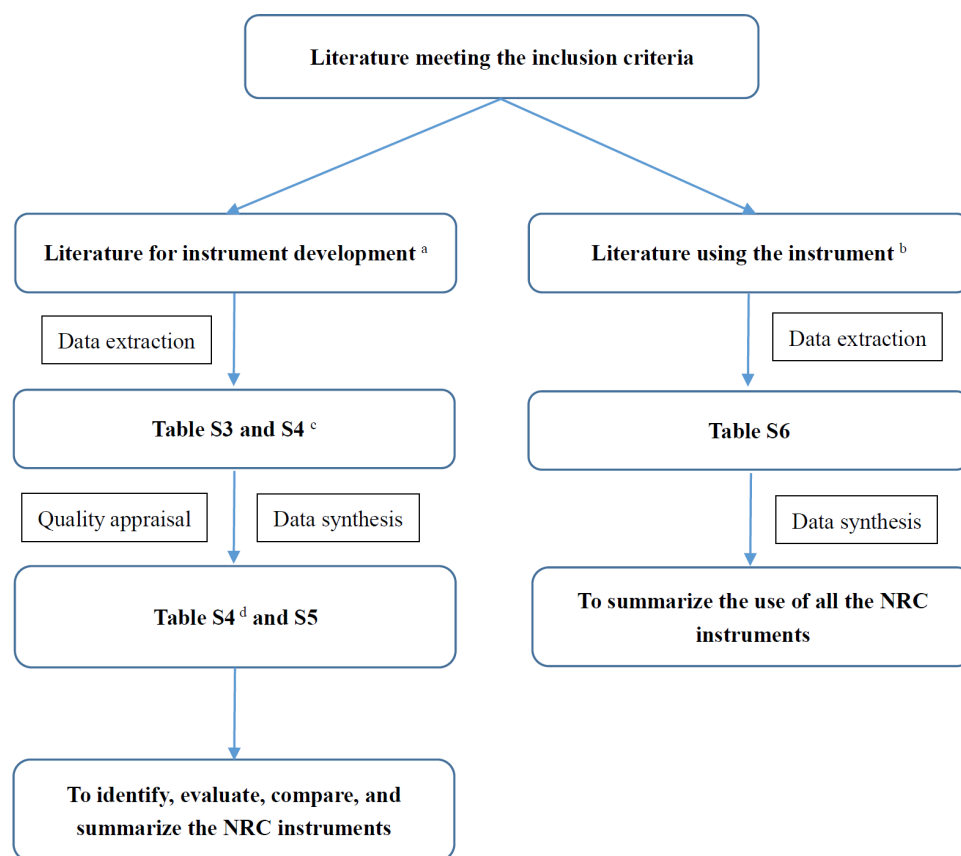 Literature meeting the inclusion criteria
Literature for instrument development a
Literature using the instrument b
Data extraction
Data extraction
Table S3 and S4 c
Table S6
Quality appraisal
Data synthesis
Data synthesis
Table S4 d and S5
To summarize the use of all the NRC
instruments
To identify, evaluate, compare, and
summarize the NRC instruments